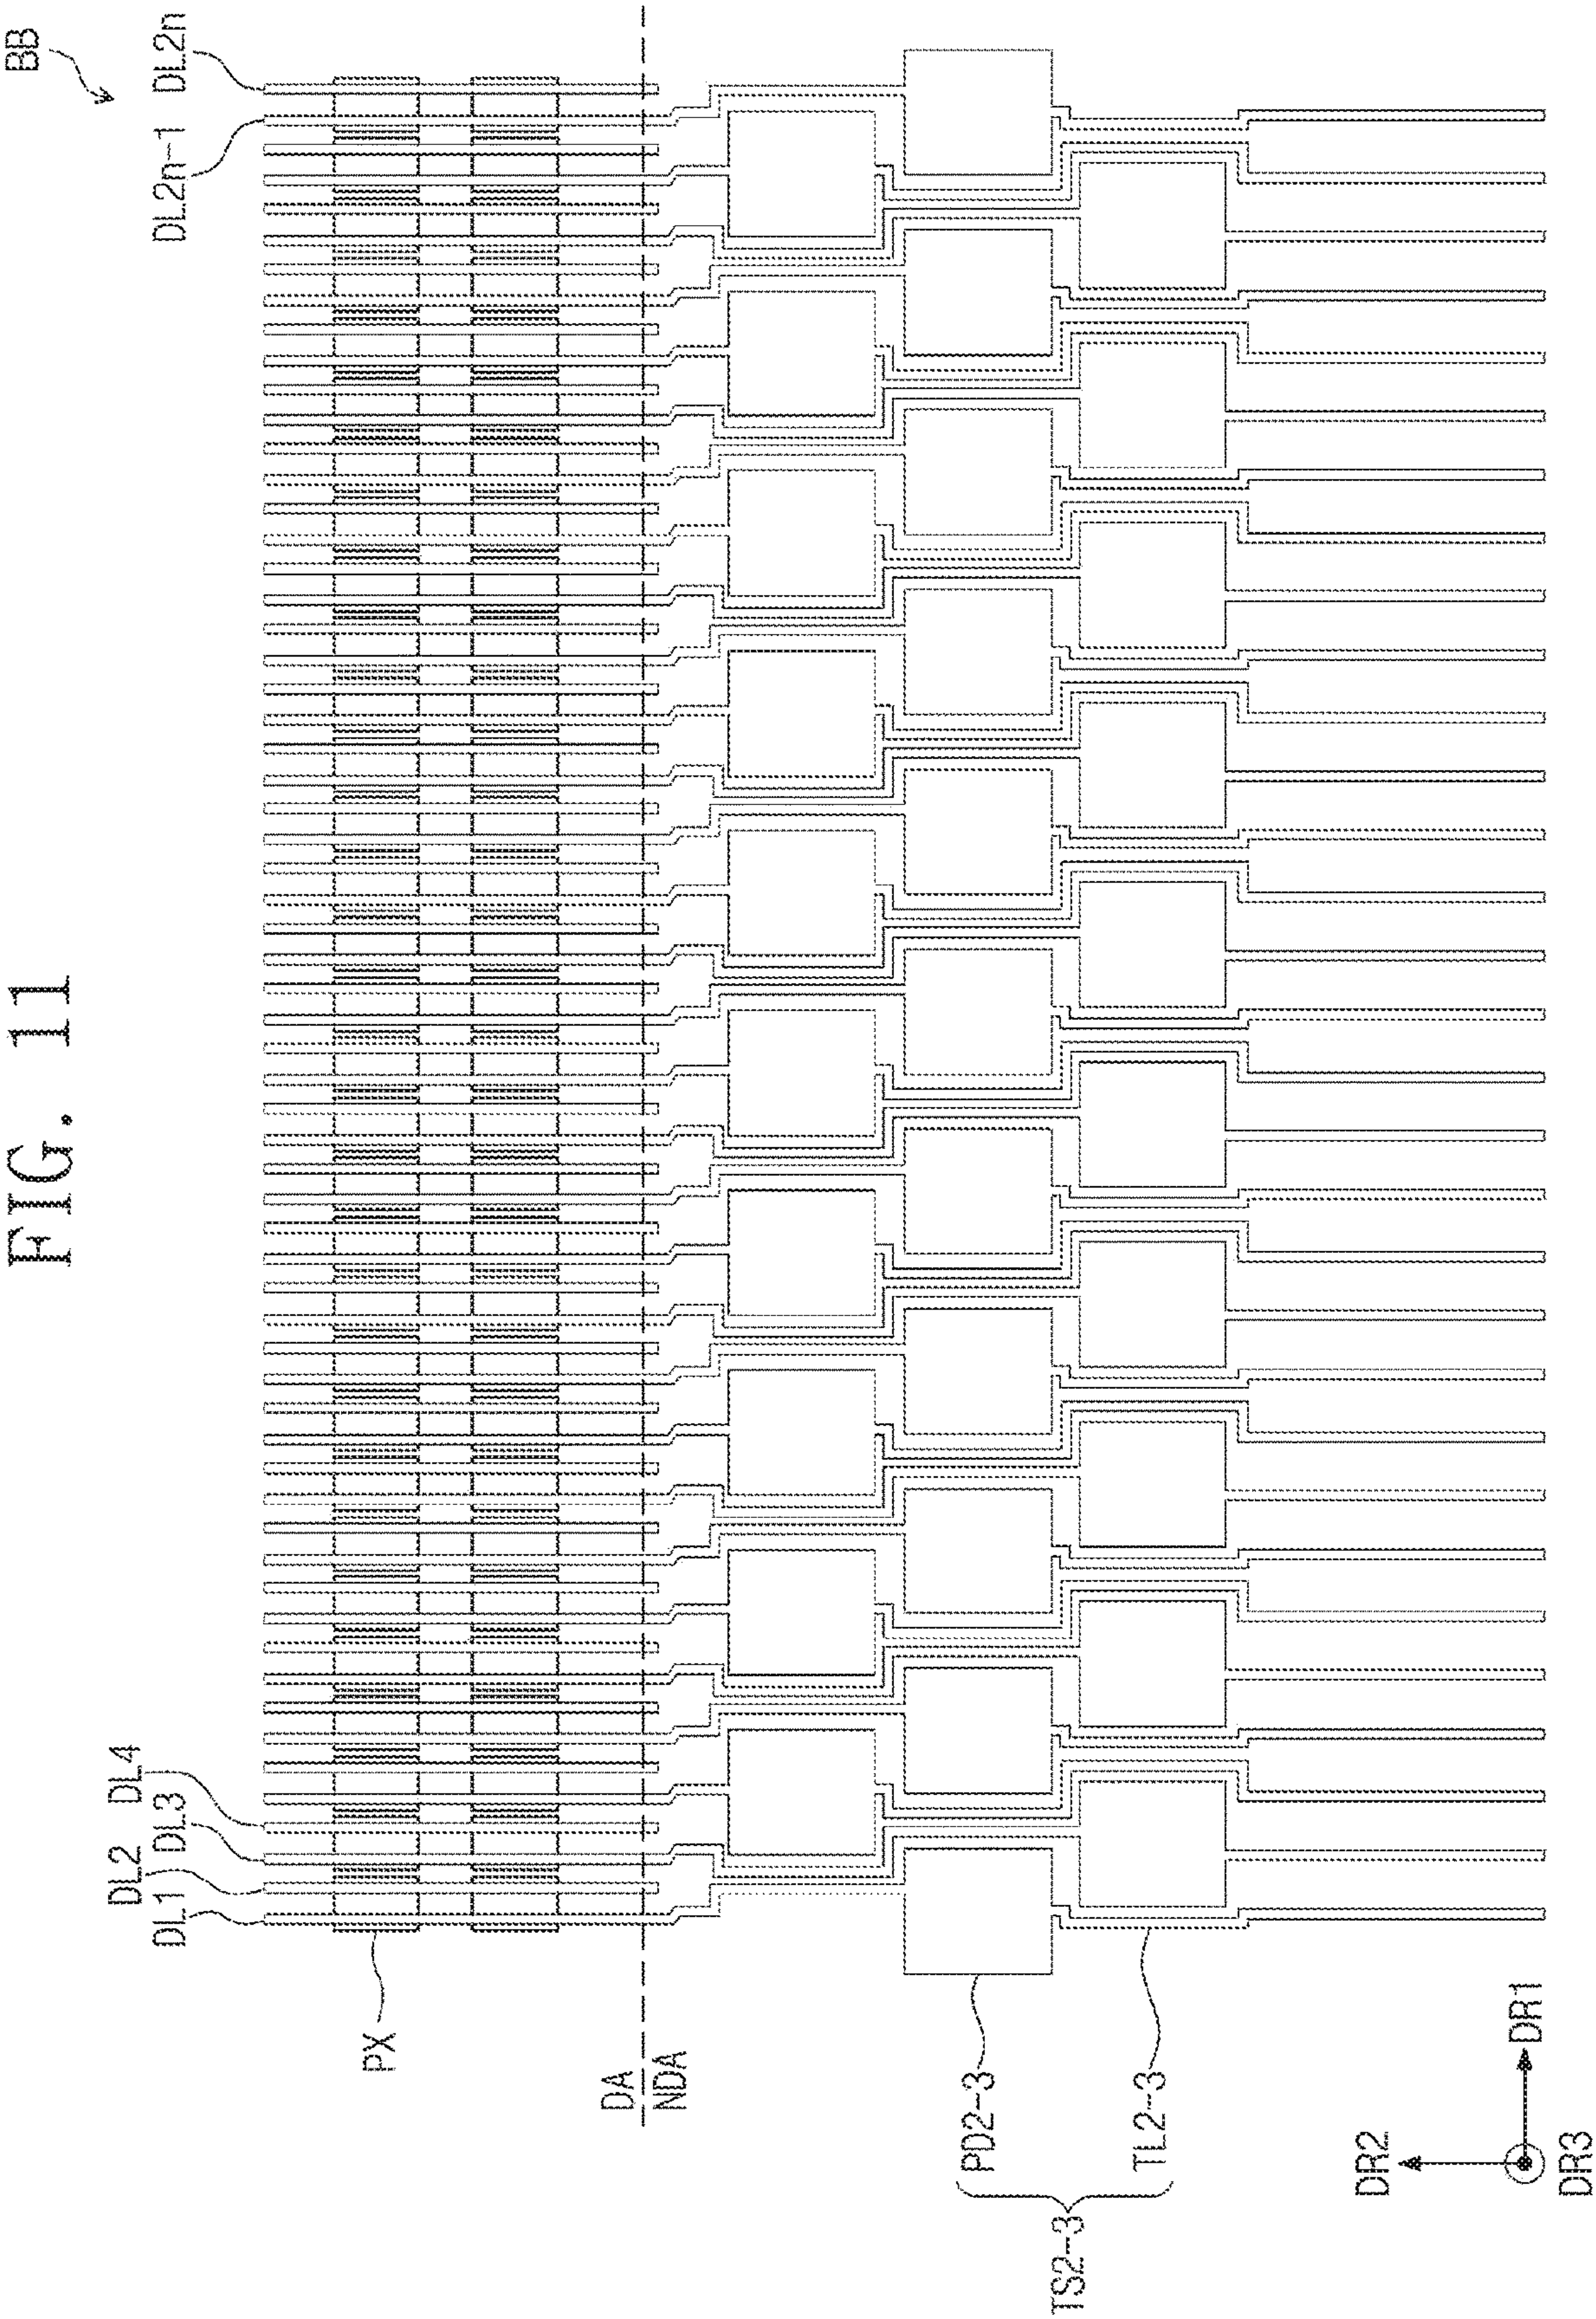 FIG. 11
BB
DL1
DL2
DL3
DL4
DL2n-1
DL2n
PX
DA
NDA
PD2-3
TL2-3
TS2-3
DR2
DR1
DR3